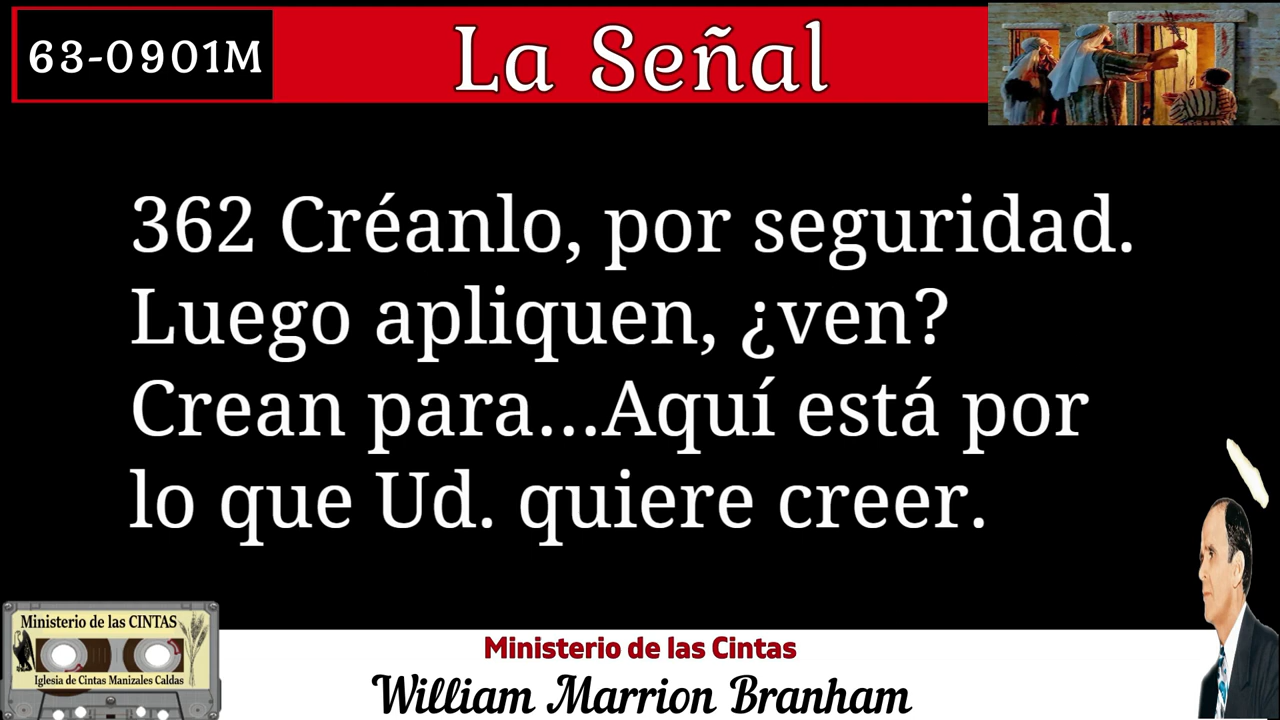 63-0901M
La Señal
362 Créanlo, por seguridad.
Luego apliquen, ¿ven?
Crean para...Aquí está por
lo que Ud. quiere creer.
Ministerio de las CINTAS
Iglesia de Cintas Manizales Caldas
Ministerio de las Cintas
William Marrion Branham